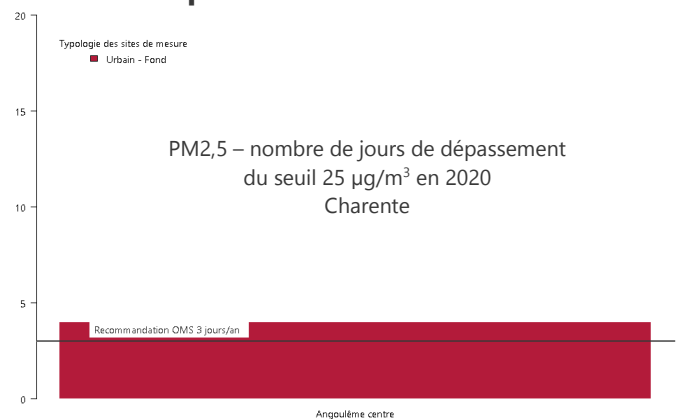 20
Typologie des sites de mesure
Urbain - Fond
15
PM2,5 – nombre de jours de dépassement
du seuil 25 µg/m³ en 2020
Charente
10
5
Recommandation OMS 3 jours/an
0
Angoulême centre